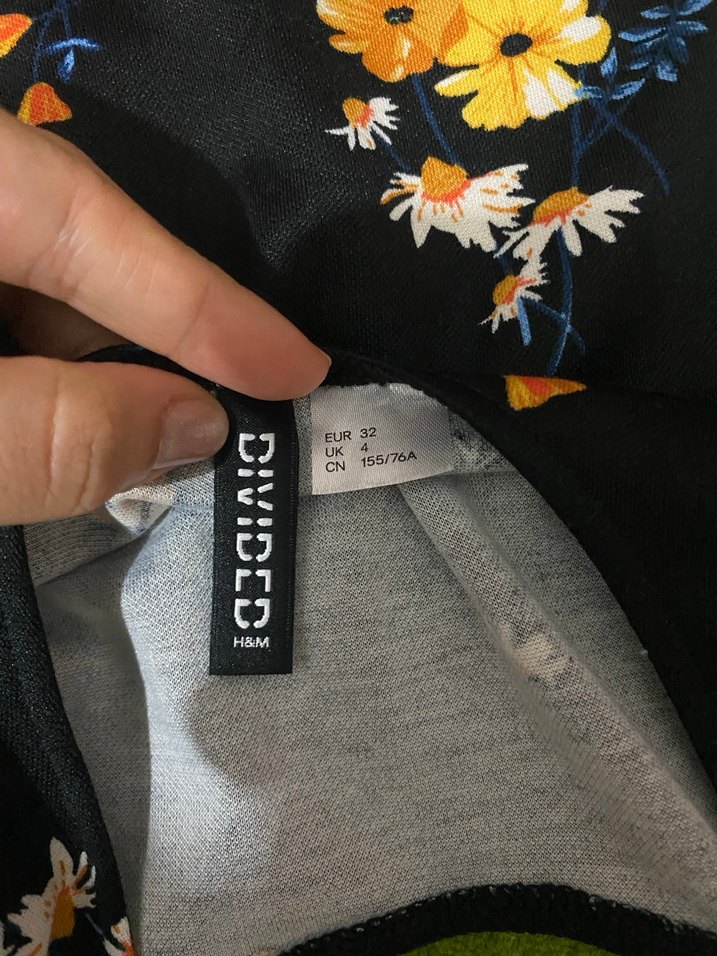 DIVIDED
H&M
EUR 32
UK 4
CN 155/76A